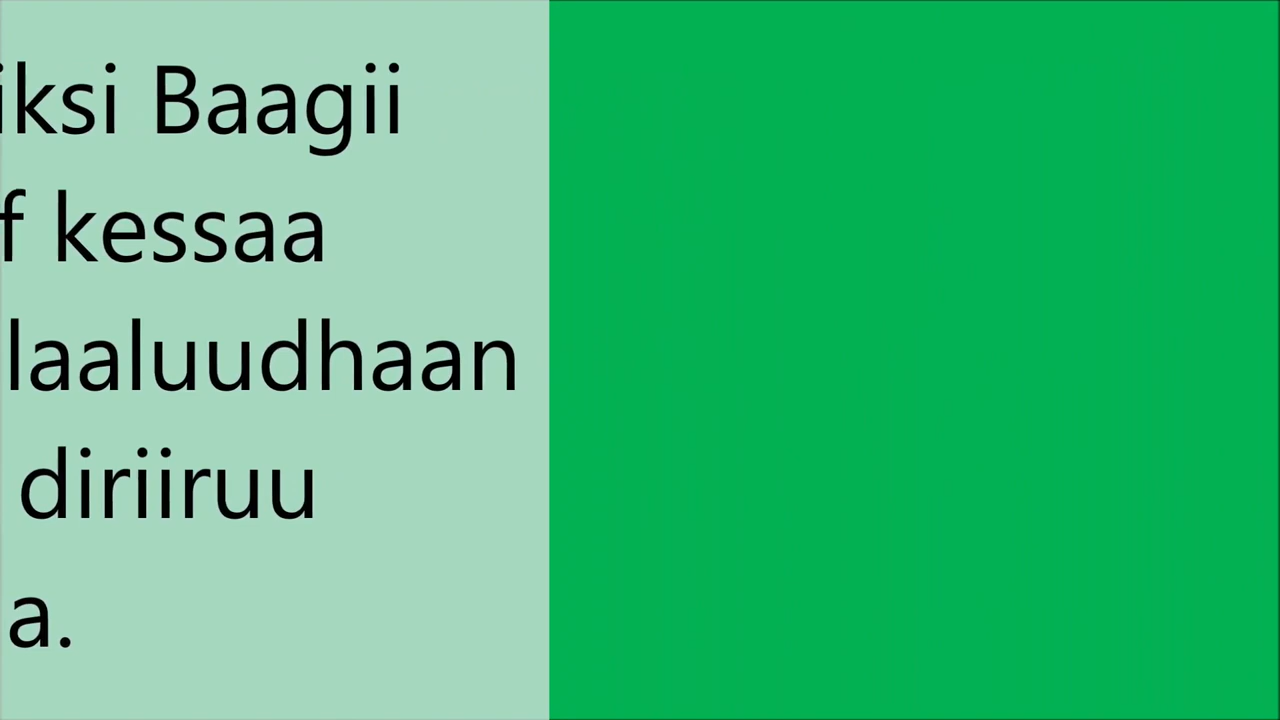 iksi Baagii
f kessaa
laaluudhaan
diriiruu
a.